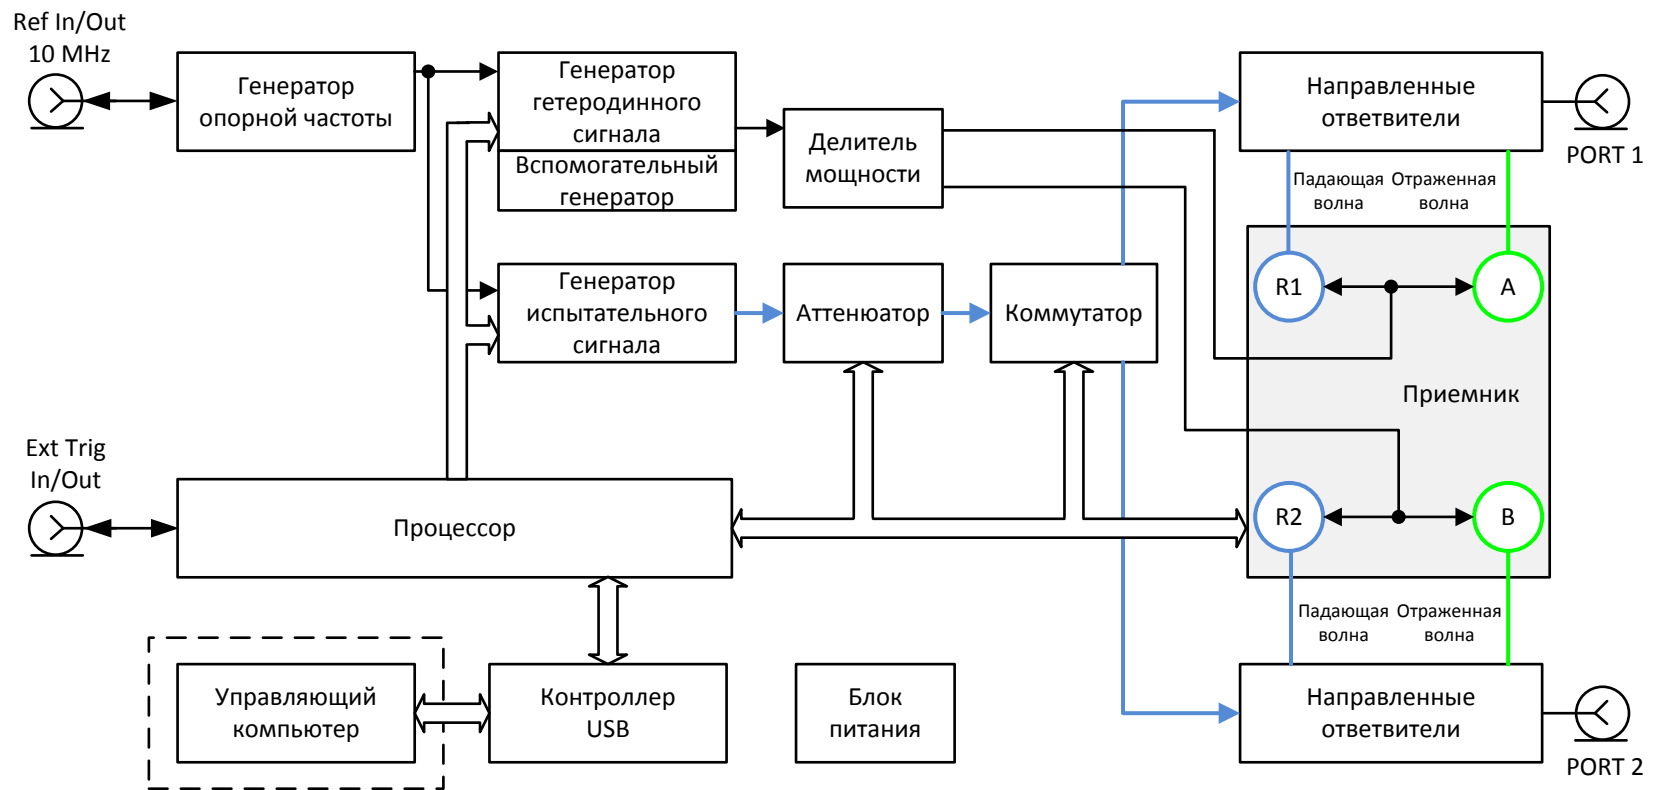 Ref In/Out
10 MHz
Генератор
опорной частоты
Генератор
гетеродинного
сигнала
Вспомогательный
генератор
Делитель
мощности
Направленные
ответвители
PORT 1
Падающая
волна
Отраженная
волна
Генератор
испытательного
сигнала
Аттенюатор
Коммутатор
R1
A
Приемник
Ext Trig
In/Out
Процессор
R2
B
Падающая
волна
Отраженная
волна
Управляющий
компьютер
Контроллер
USB
Блок
питания
Направленные
ответвители
PORT 2